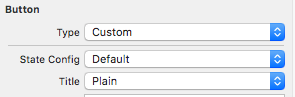 Button
Type Custom
State Config Default
Title Plain